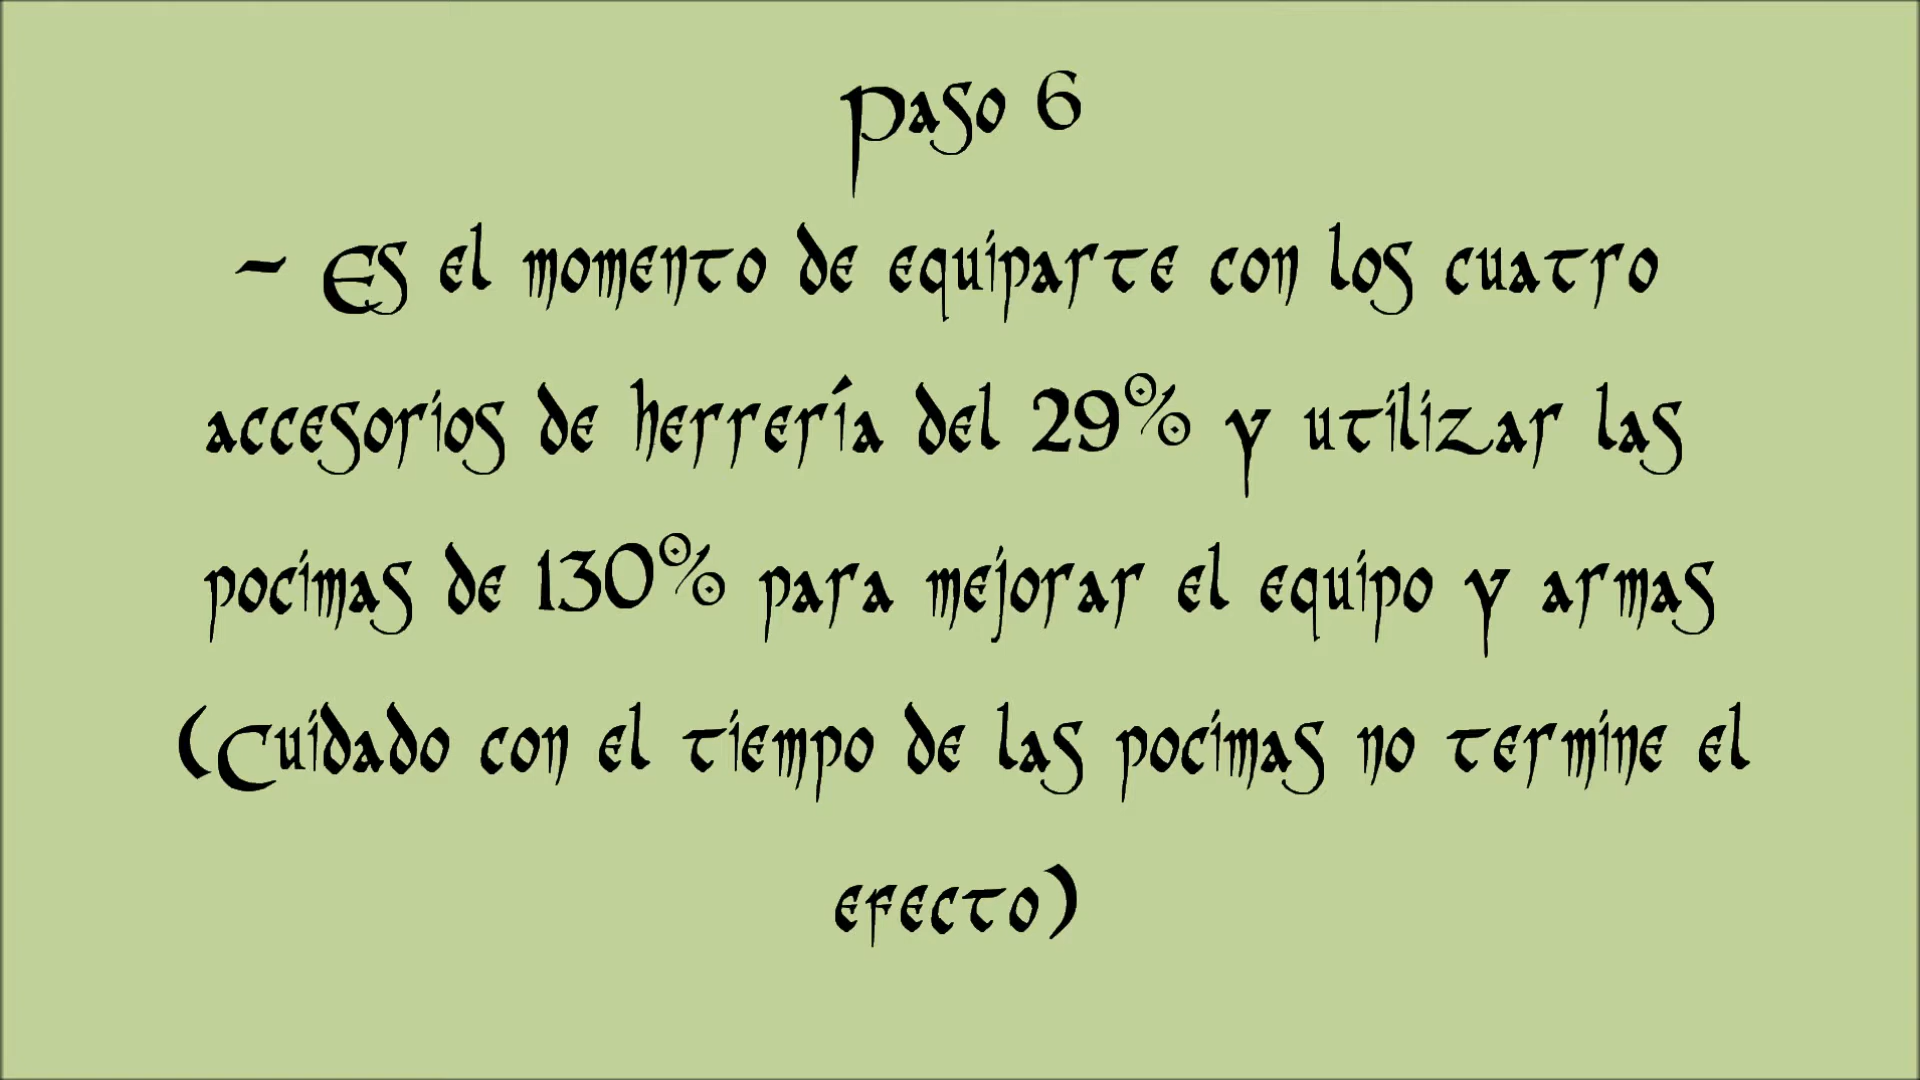 Paso 6
- Es el momento de equiparte con los cuatro
accesorios de herrería del 29% y utilizar las
pocimas de 130% para mejorar el equipo y armas
(Cuidado con el tiempo de las pocimas no termine el
efecto)